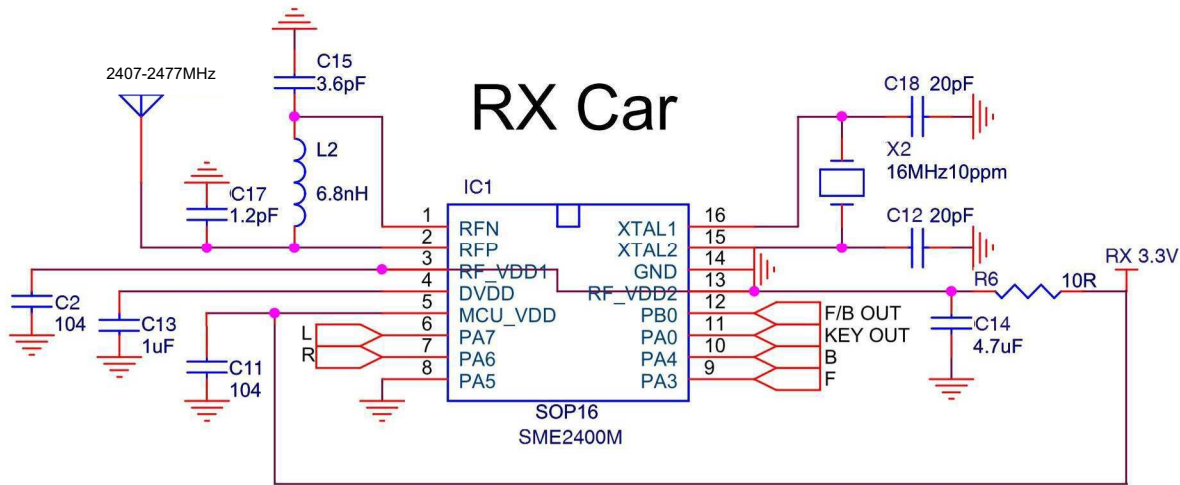 2407-2477MHz
C15
3.6pF
RX Car
C18 20pF
L2
6.8nH
X2
16MHz10ppm
C17
1.2pF
IC1
C12 20pF
1 RFN
2 RFP
3 RF_VDD1
4 DVDD
5 MCU_VDD
6 PA7
7 PA6
8 PA5
XTAL1 16
XTAL2 15
GND 14
RF_VDD2 13
PB0 12
PA0 11
PA4 10
PA3 9
RX 3.3V
R6 10R
C2
104
C13
1uF
C11
104
L
R
F/B OUT
KEY OUT
B
F
C14
4.7uF
SOP16
SME2400M